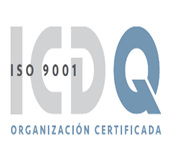 ICDQ
ISO 9001
ORGANIZACIÓN CERTIFICADA